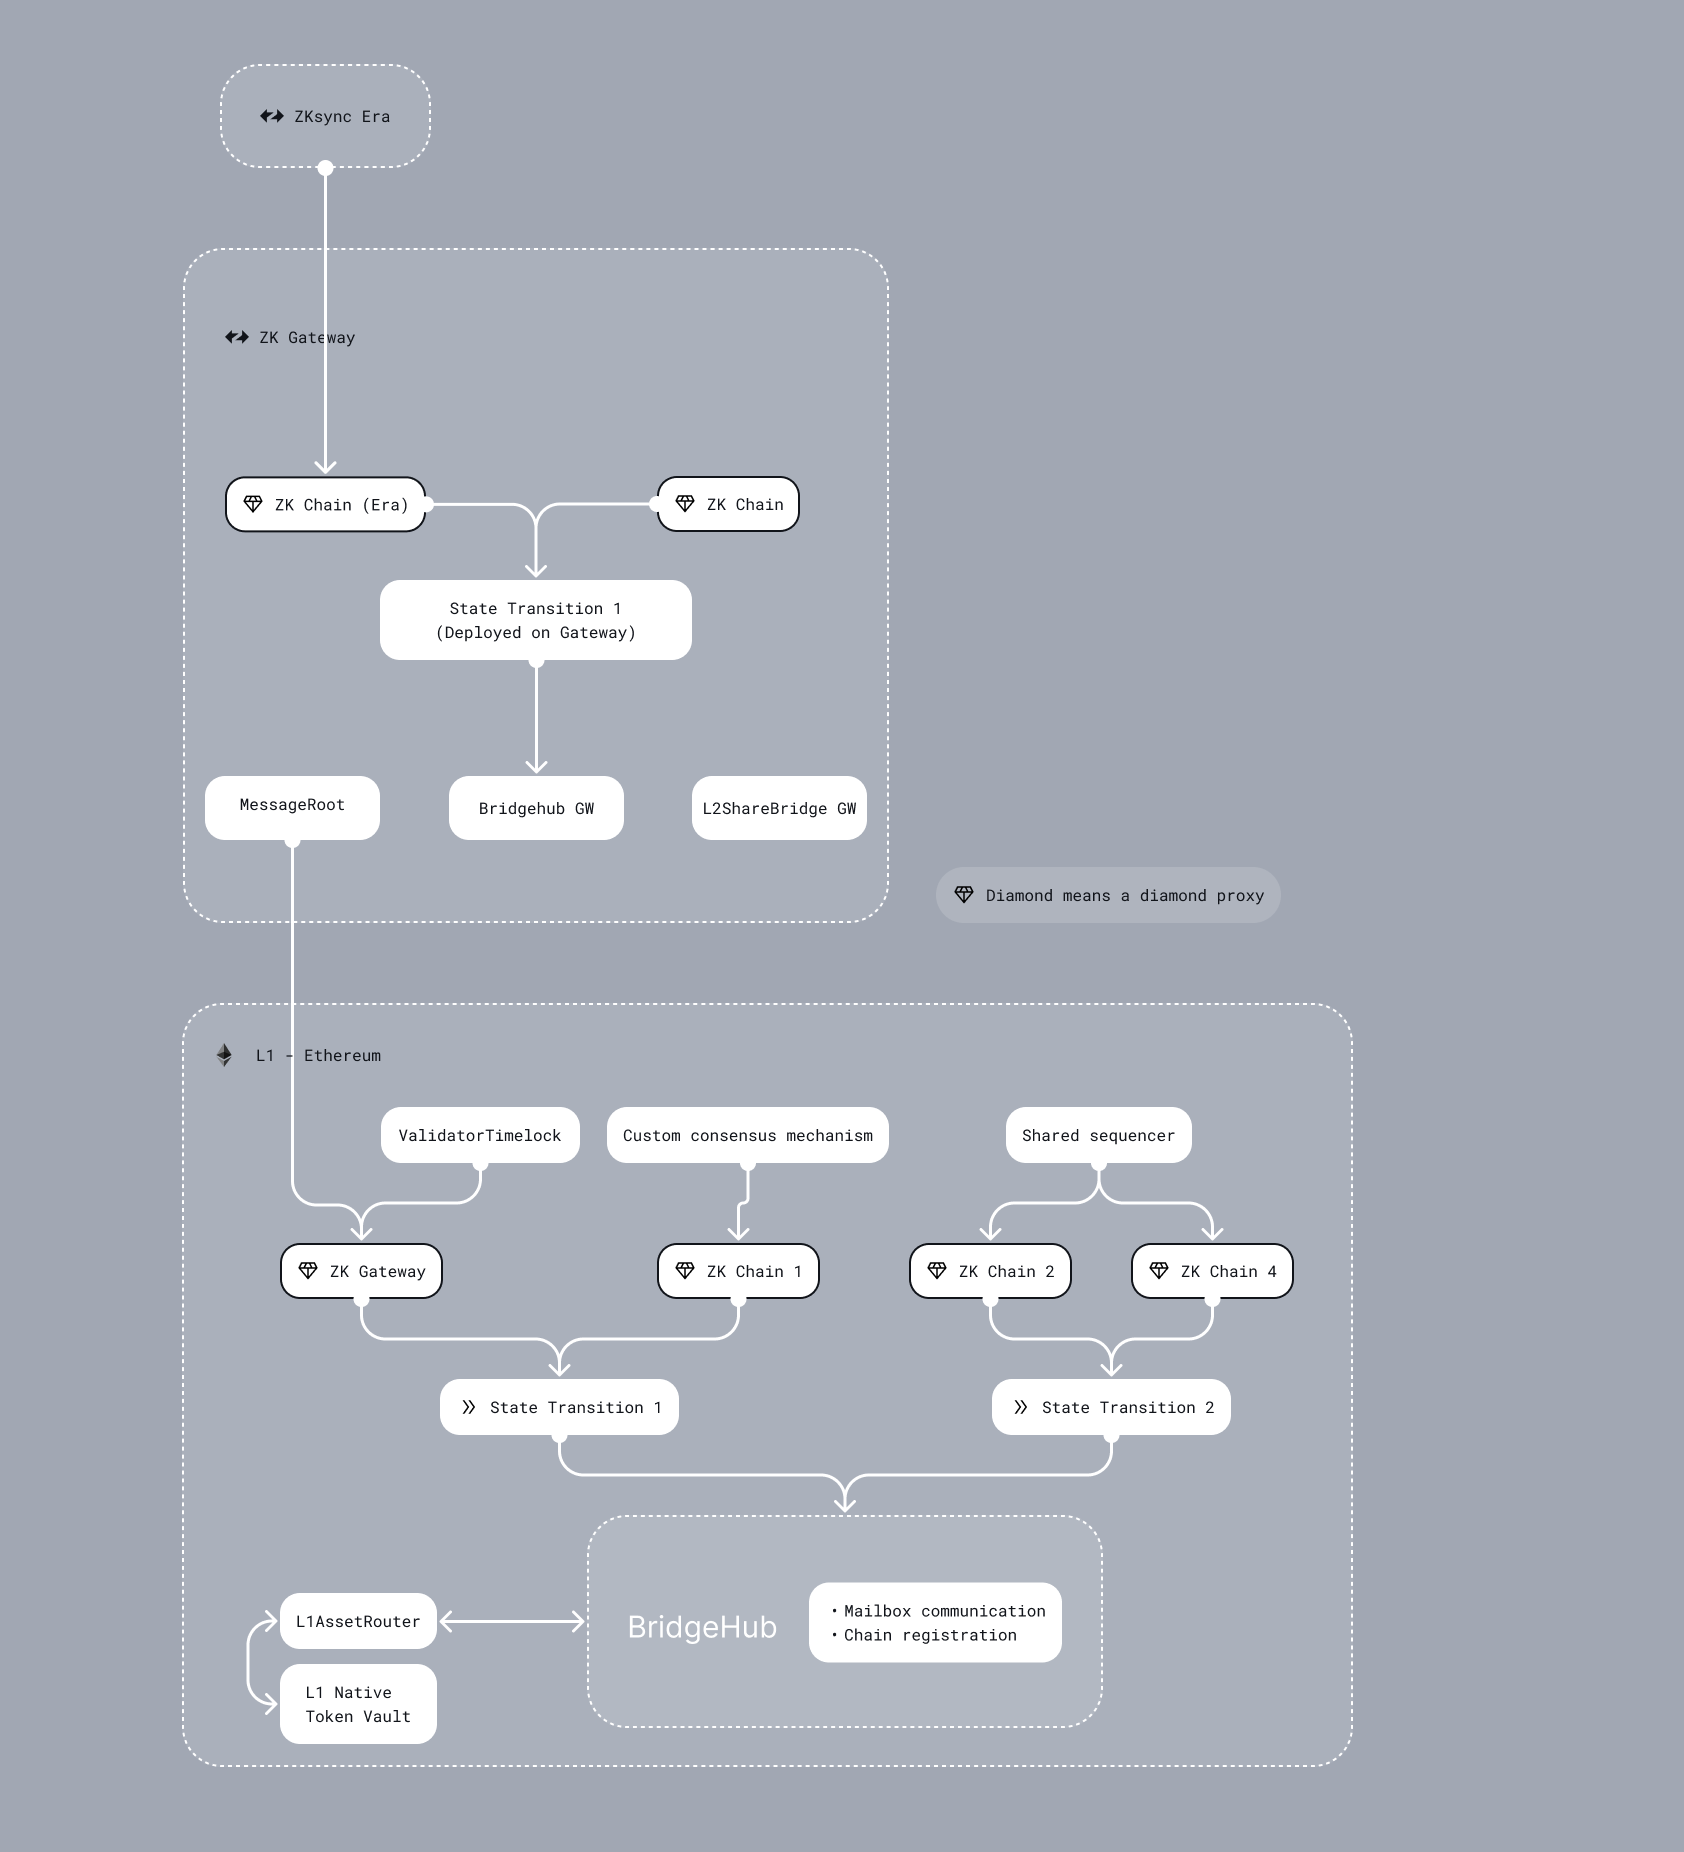 ZKsync Era
ZK Gateway
ZK Chain (Era)
ZK Chain
State Transition 1
(Deployed on Gateway)
MessageRoot
Bridgehub GW
L2ShareBridge GW
Diamond means a diamond proxy
L1 - Ethereum
ValidatorTimelock
Custom consensus mechanism
Shared sequencer
ZK Gateway
ZK Chain 1
ZK Chain 2
ZK Chain 4
State Transition 1
State Transition 2
BridgeHub
• Mailbox communication
• Chain registration
L1AssetRouter
L1 Native
Token Vault